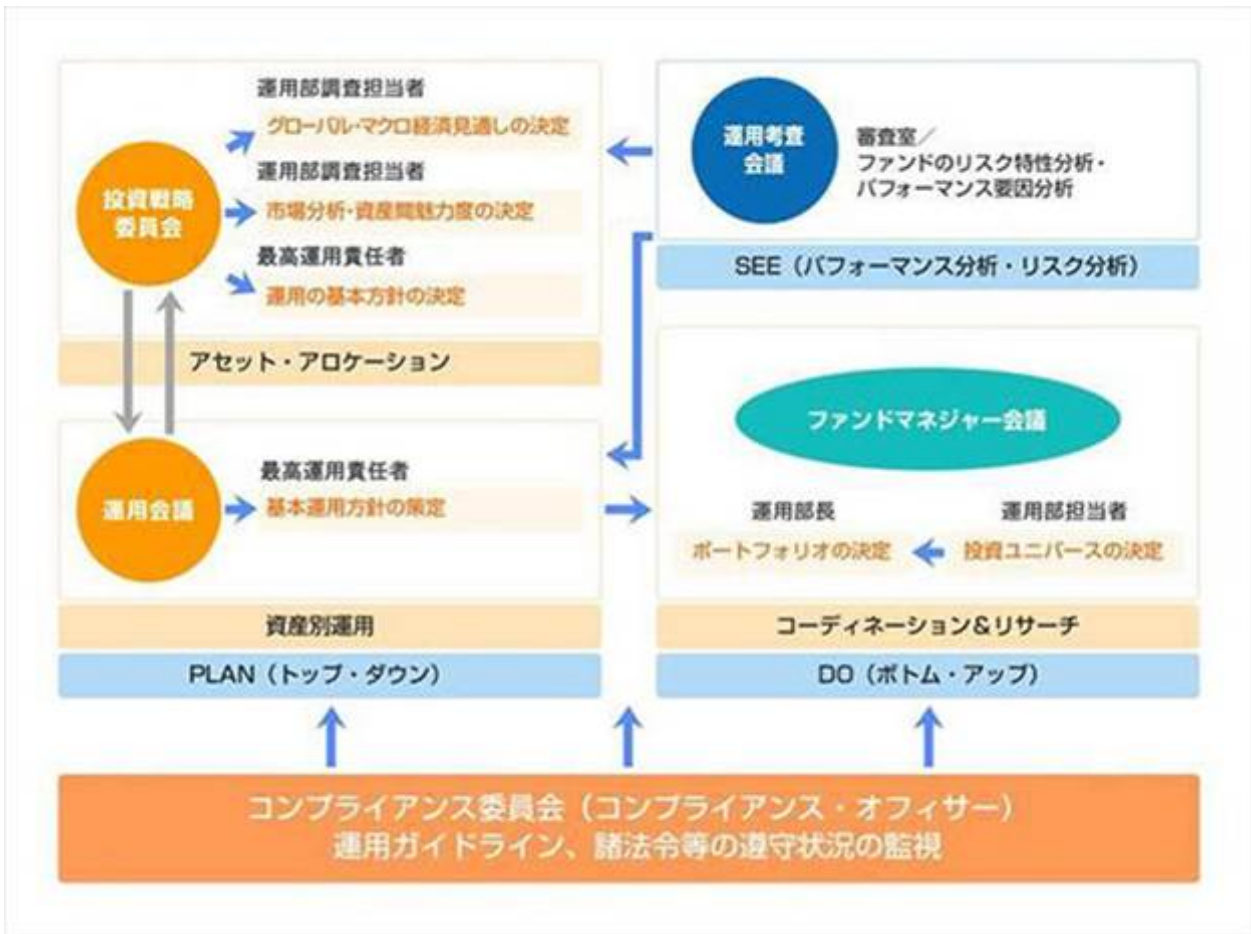 投資戦略
委員会
運用部調査担当者
グローバル・マクロ経済見通しの決定
運用部調査担当者
市場分析・資産間魅力度の決定
最高運用責任者
運用の基本方針の決定
アセット・アロケーション
運用会議
最高運用責任者
基本運用方針の策定
資産別運用
PLAN（トップ・ダウン）
運用考査
会議
審査室／
ファンドのリスク特性分析・
パフォーマンス要因分析
SEE（パフォーマンス分析・リスク分析）
ファンドマネジャー会議
運用部長
ポートフォリオの決定
運用部担当者
投資ユニバースの決定
コーディネーション＆リサーチ
DO（ボトム・アップ）
コンプライアンス委員会（コンプライアンス・オフィサー）
運用ガイドライン、諸法令等の遵守状況の監視